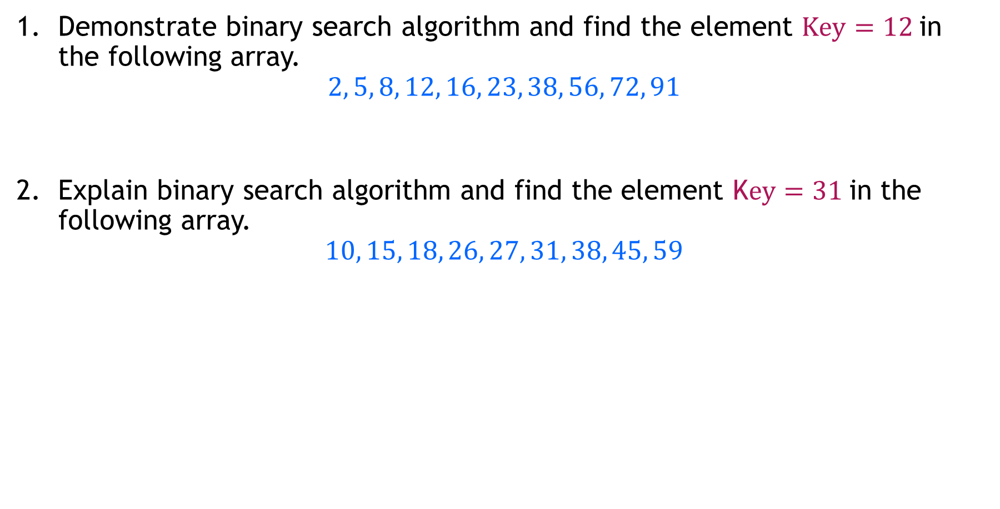 1. Demonstrate binary search algorithm and find the element Key = 12 in
the following array.
2, 5, 8, 12, 16, 23, 38, 56, 72, 91
2. Explain binary search algorithm and find the element Key = 31 in the
following array.
10, 15, 18, 26, 27, 31, 38, 45, 59